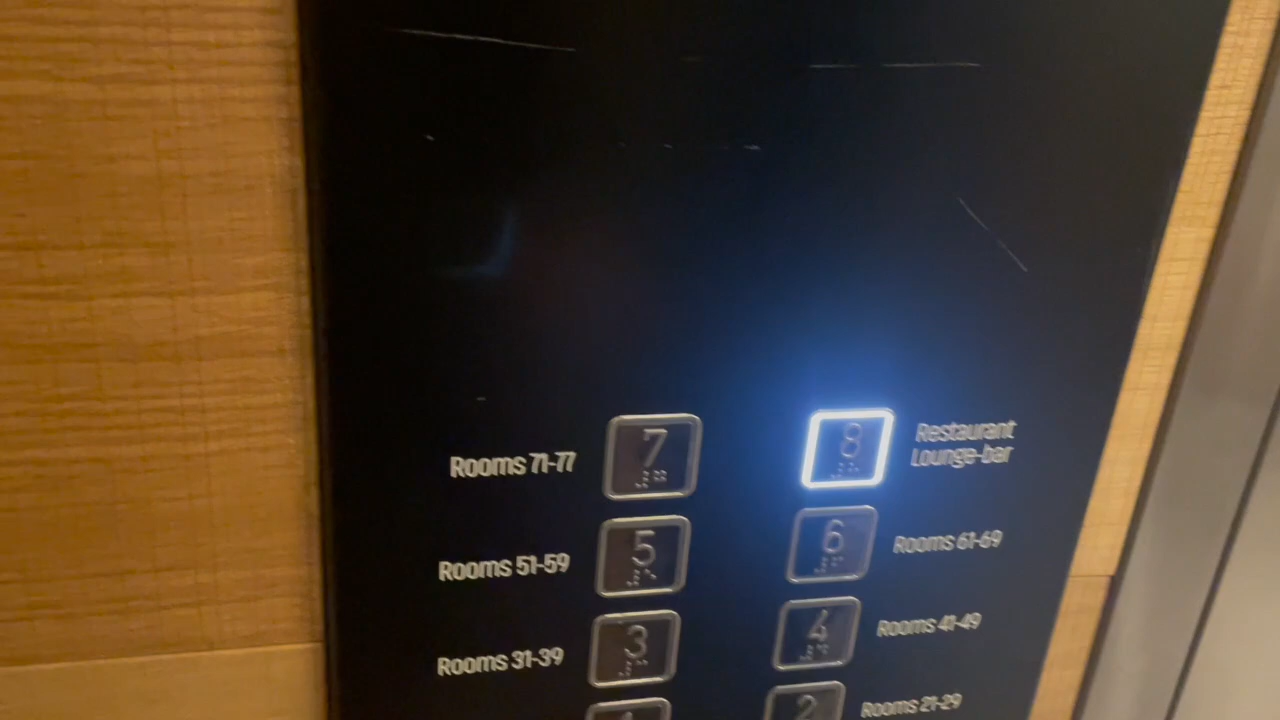 Rooms 71-77 7 8 Restaurant
Lounge-bar
Rooms 51-59 5 6 Rooms 61-69
Rooms 31-39 3 4 Rooms 41-49
1 2 Rooms 21-29